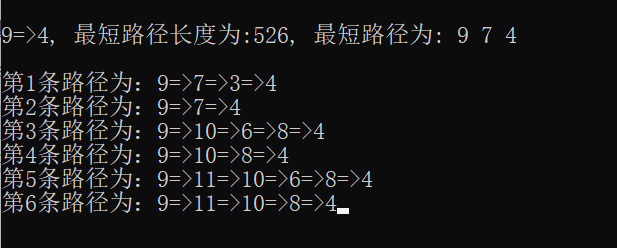 9=>4, 最短路径长度为:526, 最短路径为: 9 7 4
第1条路径为: 9=>7=>3=>4
第2条路径为: 9=>7=>4
第3条路径为: 9=>10=>6=>8=>4
第4条路径为: 9=>10=>8=>4
第5条路径为: 9=>11=>10=>6=>8=>4
第6条路径为: 9=>11=>10=>8=>4